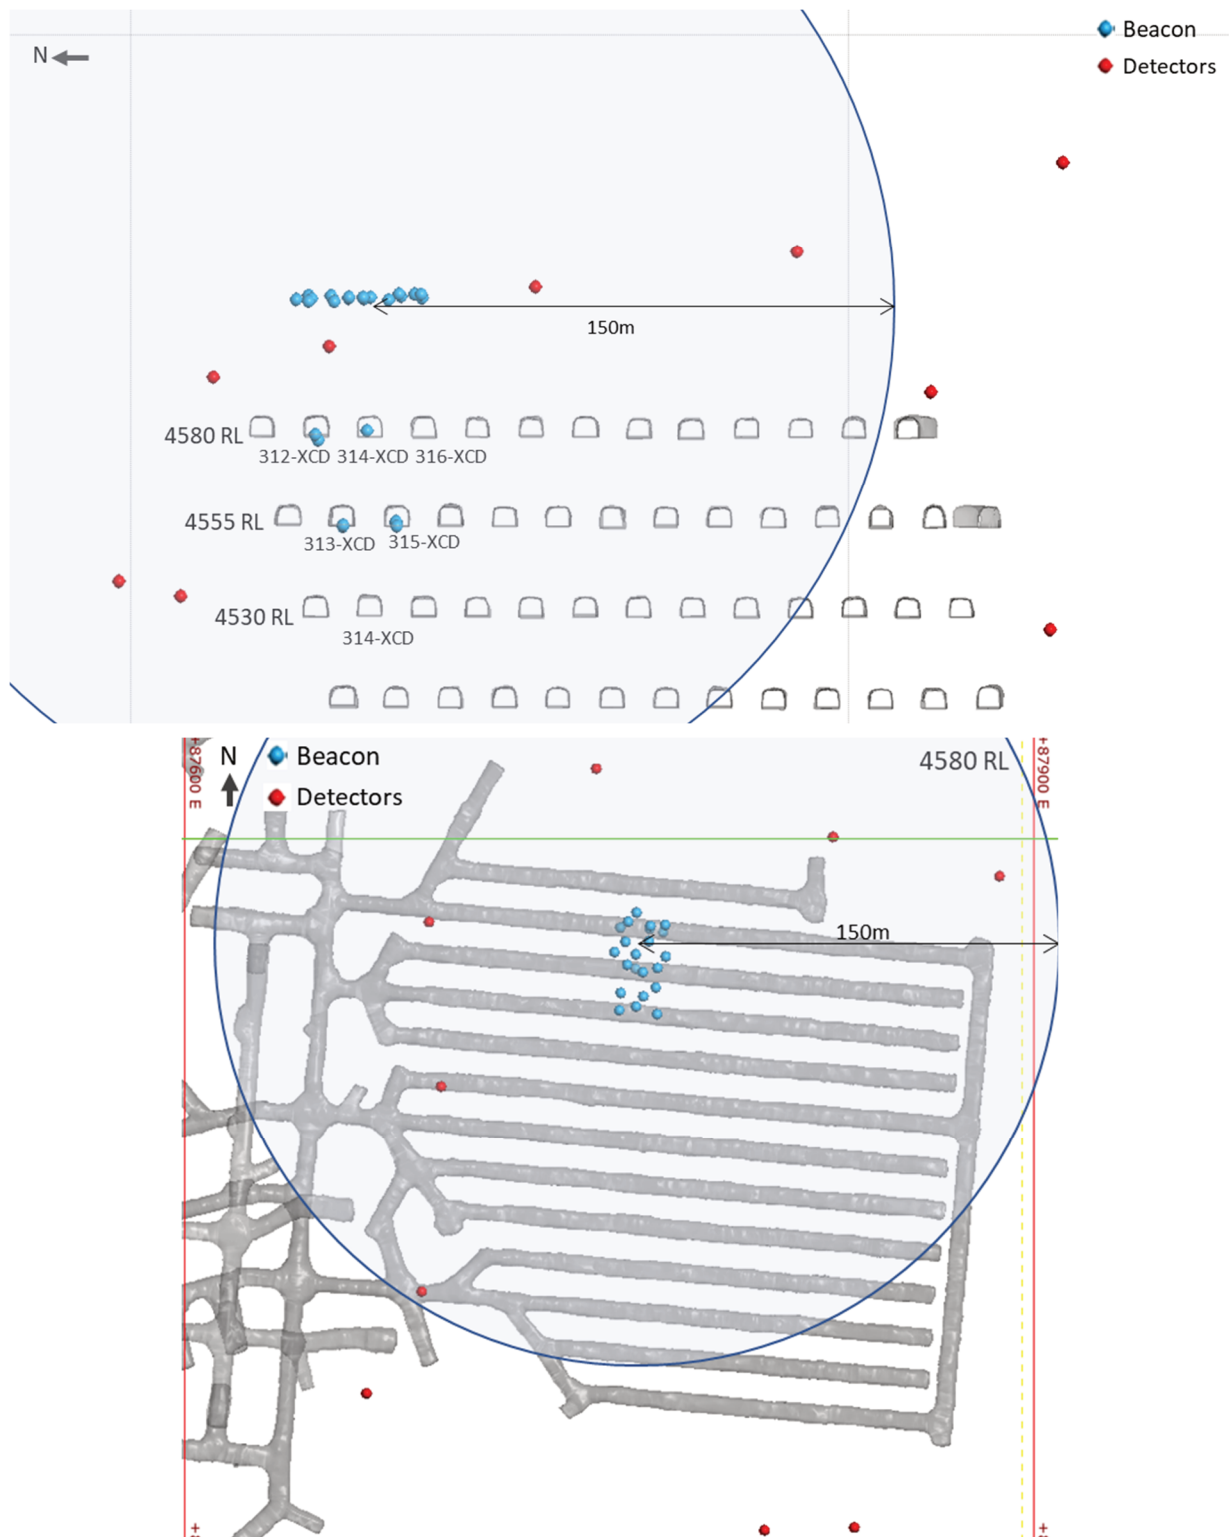 N
Beacon
Detectors
150m
4580 RL
312-XCD 314-XCD 316-XCD
4555 RL
313-XCD 315-XCD
4530 RL
314-XCD
+87600 E
N
Beacon
Detectors
4580 RL
+87900 E
150m